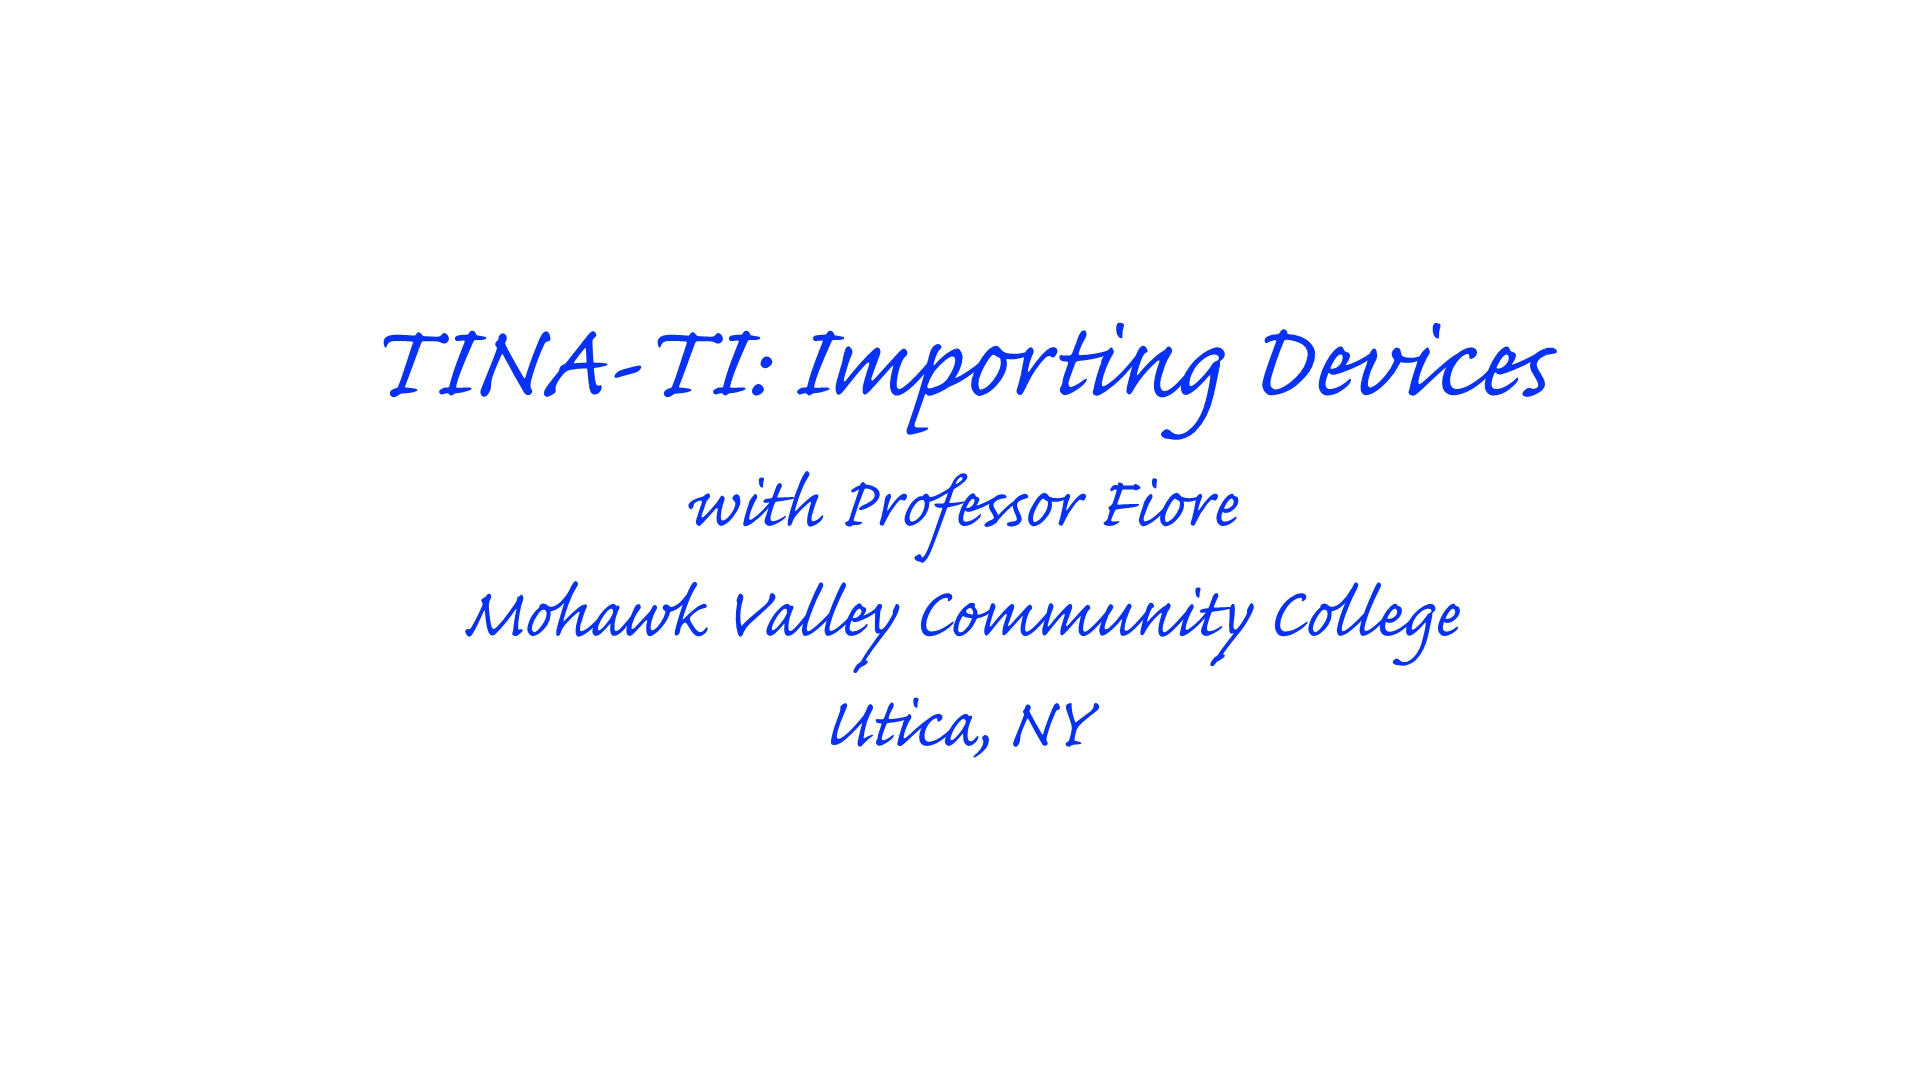 TINA-TI: Importing Devices
with Professor Fiore
Mohawk Valley Community College
Utica, NY